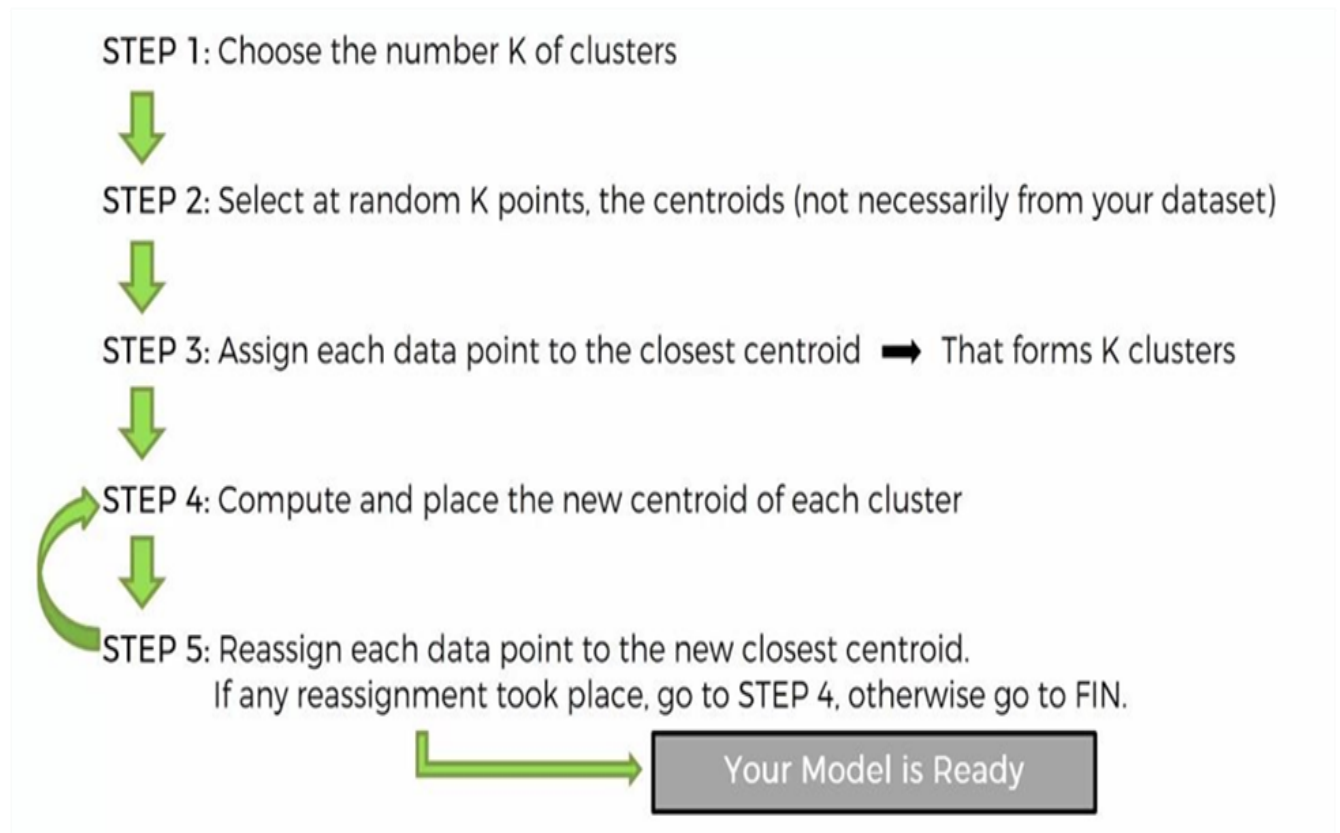 STEP 1: Choose the number K of clusters
STEP 2: Select at random K points, the centroids (not necessarily from your dataset)
STEP 3: Assign each data point to the closest centroid ➡ That forms K clusters
STEP 4: Compute and place the new centroid of each cluster
STEP 5: Reassign each data point to the new closest centroid.
If any reassignment took place, go to STEP 4, otherwise go to FIN.
Your Model is Ready